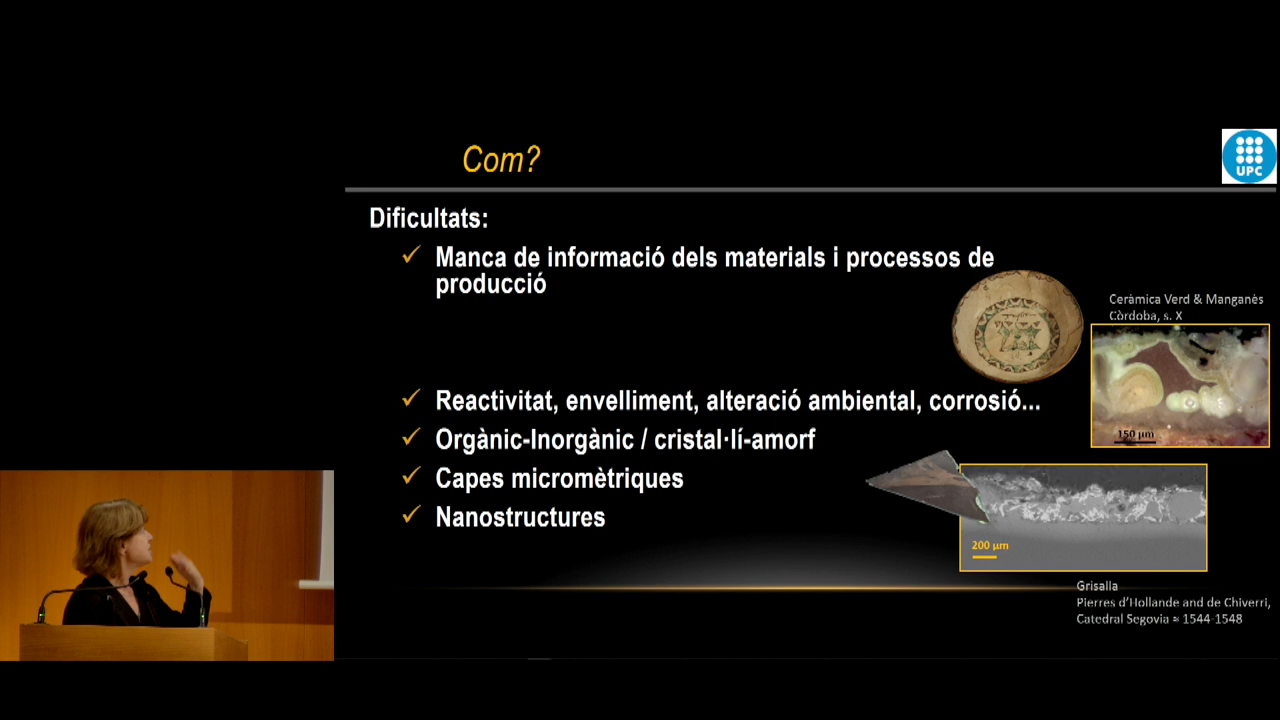 Com?
UPC
Dificultats:
Manca de informació dels materials i processos de
producció
Ceràmica Verd & Manganès
Còrdoba, s. X
150 µm
Reactivitat, envelliment, alteració ambiental, corrosió...
Orgànic-Inorgànic / cristal·lí-amorf
Capes micromètriques
Nanostructures
200 µm
Grisalla
Pierres d'Hollande and de Chiverri,
Catedral Segovia ≈ 1544-1548